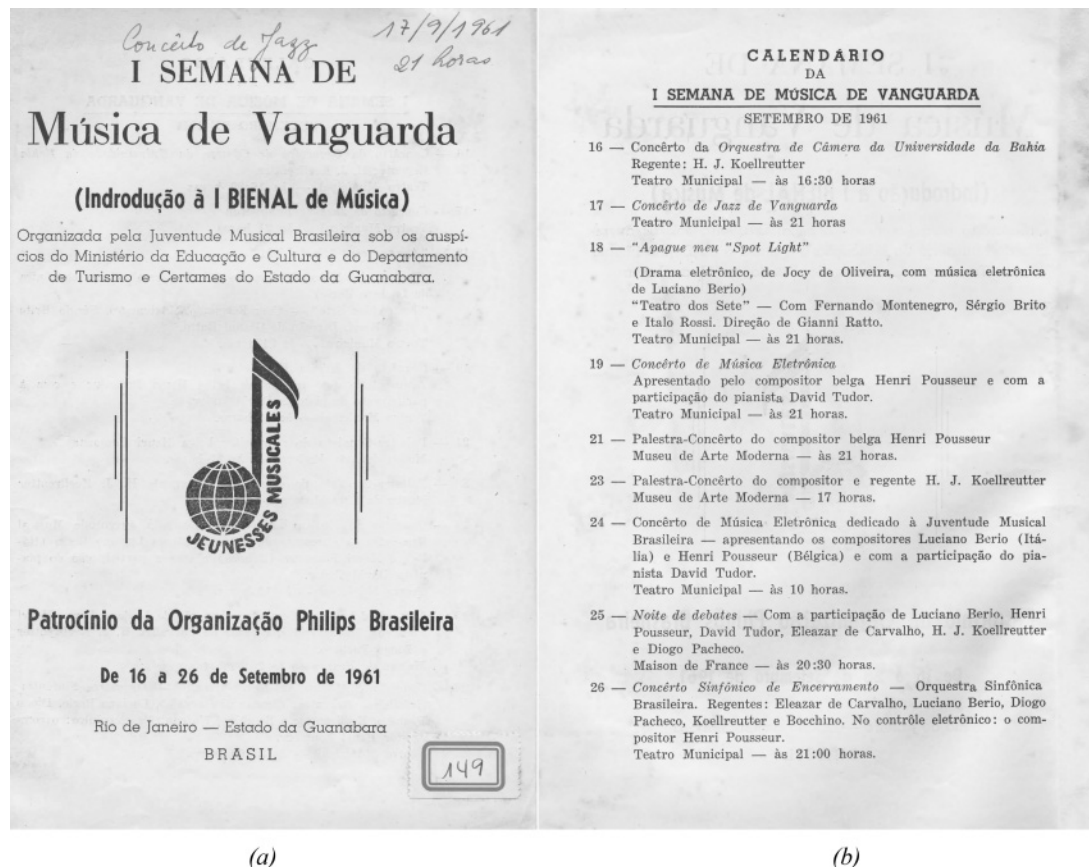 Concêrto de Jazz
17/9/1961
21 horas
I SEMANA DE
Música de Vanguarda
(Indrodução à I BIENAL de Música)
Organizada pela Juventude Musical Brasileira sob os auspí-
cios do Ministério da Educação e Cultura e do Departamento
de Turismo e Certames do Estado da Guanabara.
JEUNESSES MUSICALES
Patrocínio da Organização Philips Brasileira
De 16 a 26 de Setembro de 1961
Rio de Janeiro — Estado da Guanabara
BRASIL
149
(a)
CALENDÁRIO
DA
I SEMANA DE MÚSICA DE VANGUARDA
SETEMBRO DE 1961
16 — Concêrto da Orquestra de Câmera da Universidade da Bahia
Regente: H. J. Koellreutter
Teatro Municipal — às 16:30 horas
17 — Concêrto de Jazz de Vanguarda
Teatro Municipal — às 21 horas
18 — "Apague meu "Spot Light"
(Drama eletrônico, de Jocy de Oliveira, com música eletrônica
de Luciano Berio)
"Teatro dos Sete" — Com Fernando Montenegro, Sérgio Brito
e Italo Rossi. Direção de Gianni Ratto.
Teatro Municipal — às 21 horas.
19 — Concêrto de Música Eletrônica
Apresentado pelo compositor belga Henri Pousseur e com a
participação do pianista David Tudor.
Teatro Municipal — às 21 horas.
21 — Palestra-Concêrto do compositor belga Henri Pousseur
Museu de Arte Moderna — às 21 horas.
23 — Palestra-Concêrto do compositor e regente H. J. Koellreutter
Museu de Arte Moderna — 17 horas.
24 — Concêrto de Música Eletrônica dedicado à Juventude Musical
Brasileira — apresentando os compositores Luciano Berio (Itá-
lia) e Henri Pousseur (Bélgica) e com a participação do pia-
nista David Tudor.
Teatro Municipal — às 10 horas.
25 — Noite de debates — Com a participação de Luciano Berio, Henri
Pousseur, David Tudor, Eleazar de Carvalho, H. J. Koellreutter
e Diogo Pacheco.
Maison de France — às 20:30 horas.
26 — Concêrto Sinfônico de Encerramento — Orquestra Sinfônica
Brasileira. Regentes: Eleazar de Carvalho, Luciano Berio, Diogo
Pacheco, Koellreutter e Bocchino. No contrôle eletrônico: o com-
positor Henri Pousseur.
Teatro Municipal — às 21:00 horas.
(b)